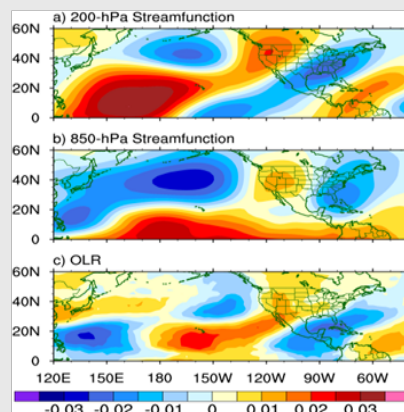 a) 200-hPa Streamfunction
60N
40N
20N
0
b) 850-hPa Streamfunction
60N
40N
20N
0
c) OLR
60N
40N
20N
0
120E 150E 180 150W 120W 90W 60W
-0.03 -0.02 -0.01 0 0.01 0.02 0.03